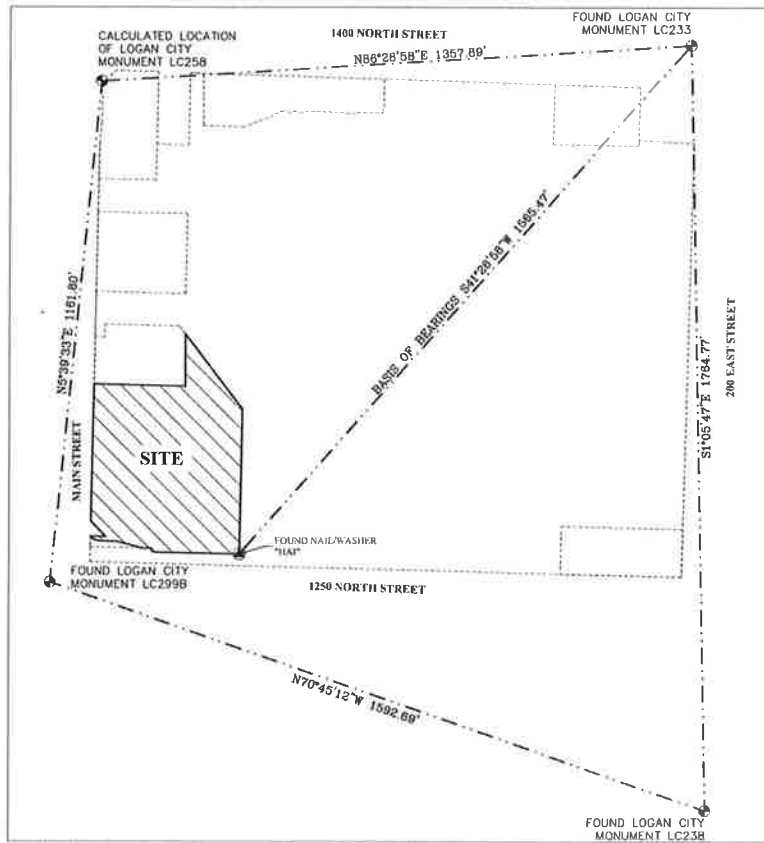 1400 NORTH STREET
FOUND LOGAN CITY
MONUMENT LC233
CALCULATED LOCATION
OF LOGAN CITY
MONUMENT LC258
N86°28'58"E 1357.89'
BASIS OF BEARINGS S41°28'58"W 1565.47'
N5°39'33"E 1161.80'
MAIN STREET
200 EAST STREET
S1°05'47"E 1764.77'
SITE
FOUND NAIL/WASHER
"HAI"
FOUND LOGAN CITY
MONUMENT LC299B
1250 NORTH STREET
N70°45'12"W 1592.69'
FOUND LOGAN CITY
MONUMENT LC238